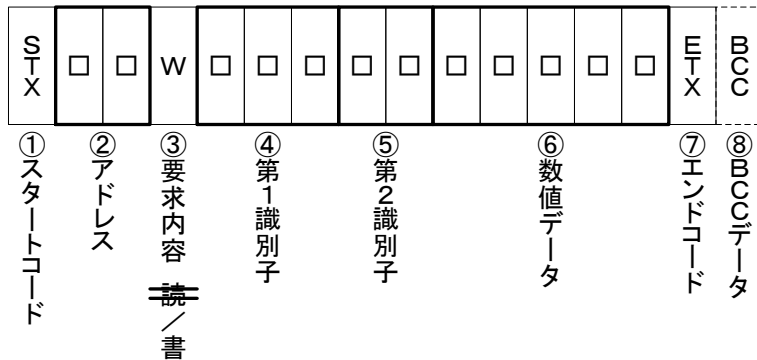 STX □ □ W □ □ □ □ □ □ □ □ □ □ ETX BCC
①スタートコード
②アドレス
③要求内容 読／書
④第1識別子
⑤第2識別子
⑥数値データ
⑦エンドコード
⑧BCCデータ